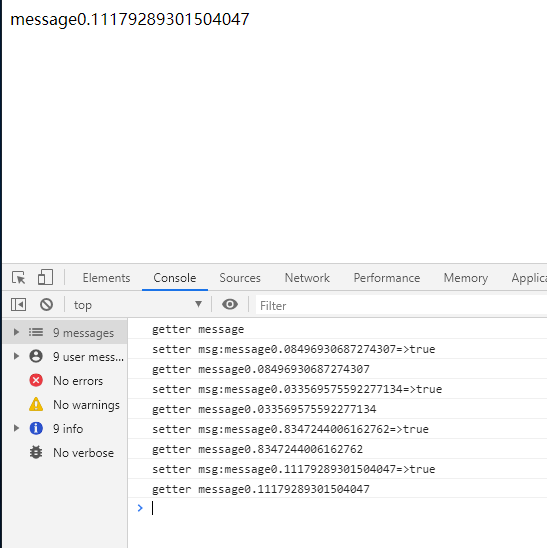 message0.11179289301504047
Elements Console Sources Network Performance Memory Applica
top Filter
9 messages
9 user mess...
No errors
No warnings
9 info
No verbose
getter message
setter msg:message0.08496930687274307=>true
getter message0.08496930687274307
setter msg:message0.033569575592277134=>true
getter message0.033569575592277134
setter msg:message0.8347244006162762=>true
getter message0.8347244006162762
setter msg:message0.11179289301504047=>true
getter message0.11179289301504047